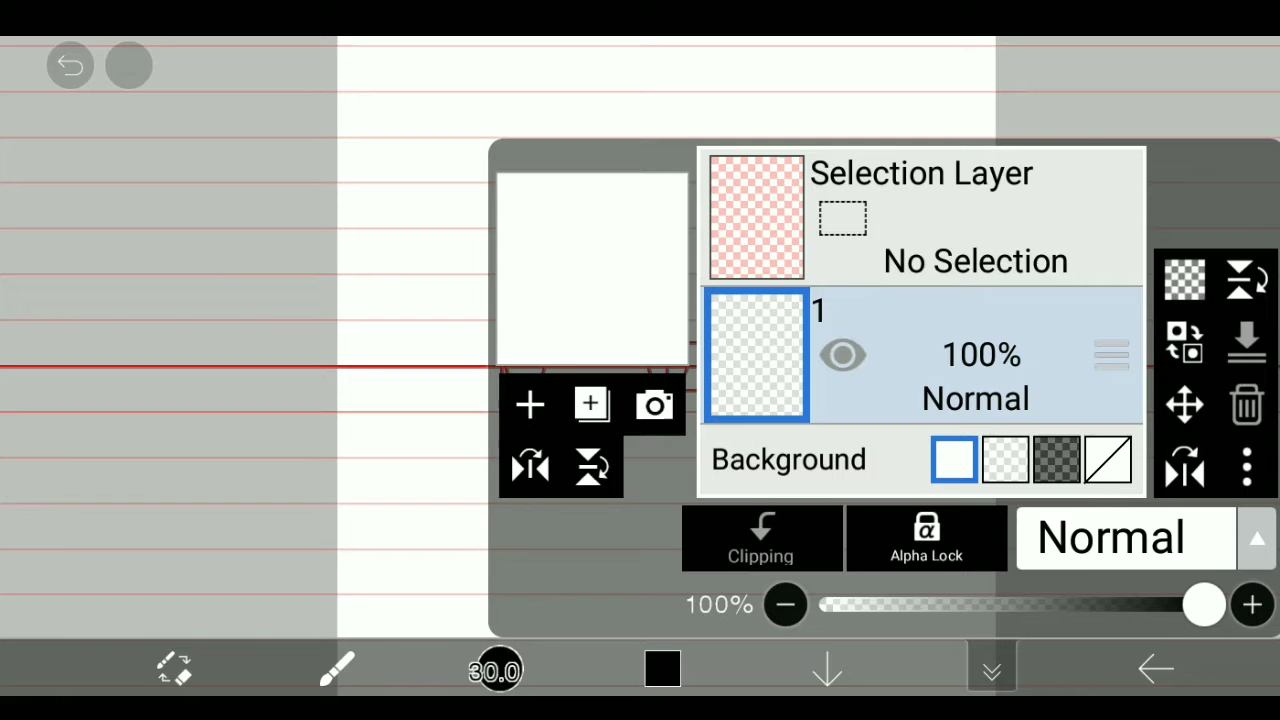 Selection Layer
No Selection
1
100%
Normal
Background
Clipping
α
Alpha Lock
Normal
100%
30.0